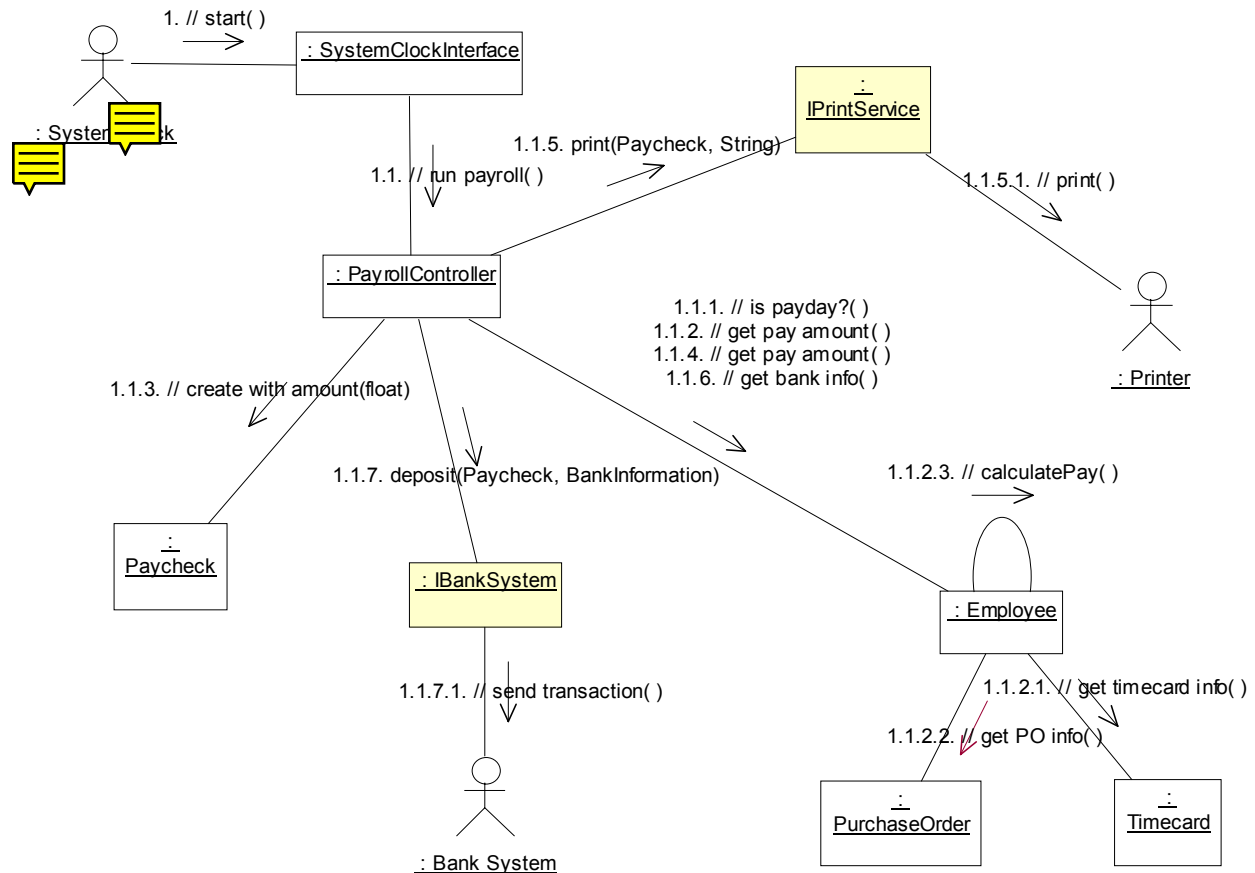 1. // start( )
: SystemClockInterface
:
IPrintService
: System
ck
1.1.5. print(Paycheck, String)
1.1. // run payroll( )
1.1.5.1. // print( )
: PayrollController
1.1.1. // is payday?( )
1.1.2. // get pay amount( )
1.1.4. // get pay amount( )
1.1.6. // get bank info( )
: Printer
1.1.3. // create with amount(float)
1.1.7. deposit(Paycheck, BankInformation)
1.1.2.3. // calculatePay( )
:
Paycheck
: IBankSystem
: Employee
1.1.7.1. // send transaction( )
1.1.2.1. // get timecard info( )
1.1.2.2. // get PO info( )
:
PurchaseOrder
:
Timecard
: Bank System